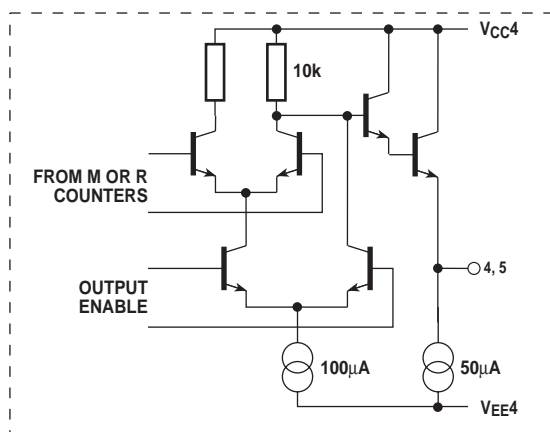 VCC4
10k
FROM M OR R
COUNTERS
4, 5
OUTPUT
ENABLE
100μA
50μA
VEE4